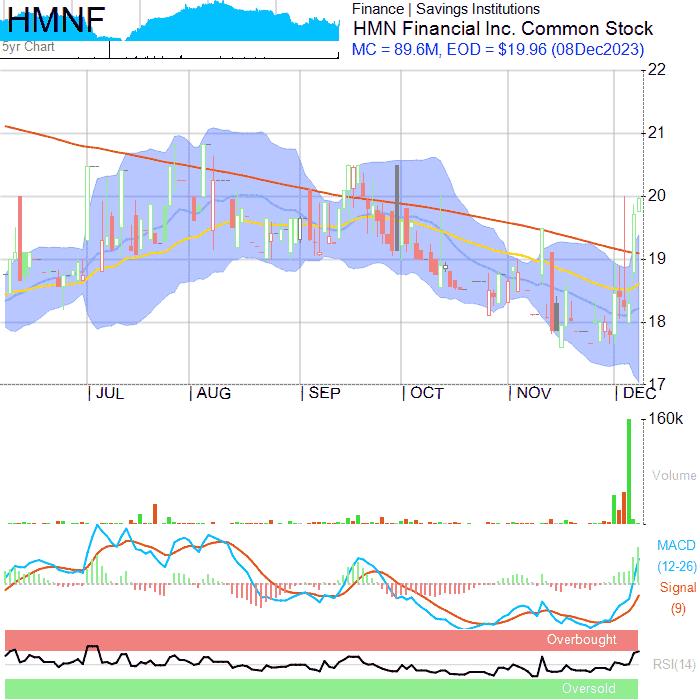 HMNF
5yr Chart
Finance | Savings Institutions
HMN Financial Inc. Common Stock
MC = 89.6M, EOD = $19.96 (08Dec2023)
22
21
20
19
18
17
JUL AUG SEP OCT NOV DEC
160k
Volume
MACD
(12-26)
Signal
(9)
Overbought
RSI(14)
Oversold